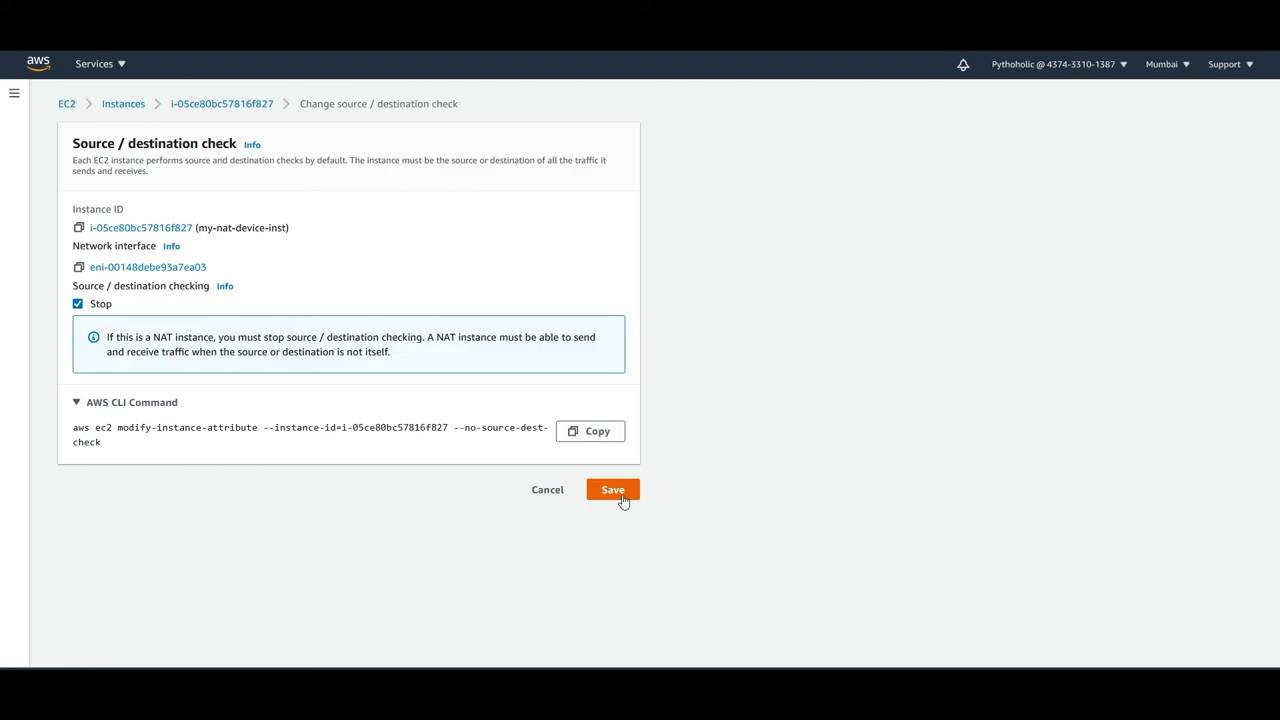 aws
Services ▼
Pythoholic @ 4374-3310-1387 ▼
Mumbai ▼
Support ▼
EC2 > Instances > i-05ce80bc57816f827 > Change source / destination check
Source / destination check Info
Each EC2 instance performs source and destination checks by default. The instance must be the source or destination of all the traffic it
sends and receives.
Instance ID
i-05ce80bc57816f827 (my-nat-device-inst)
Network interface Info
eni-00148debe93a7ea03
Source / destination checking Info
Stop
If this is a NAT instance, you must stop source / destination checking. A NAT instance must be able to send
and receive traffic when the source or destination is not itself.
▼ AWS CLI Command
aws ec2 modify-instance-attribute --instance-id=i-05ce80bc57816f827 --no-source-dest-
check
Copy
Cancel
Save